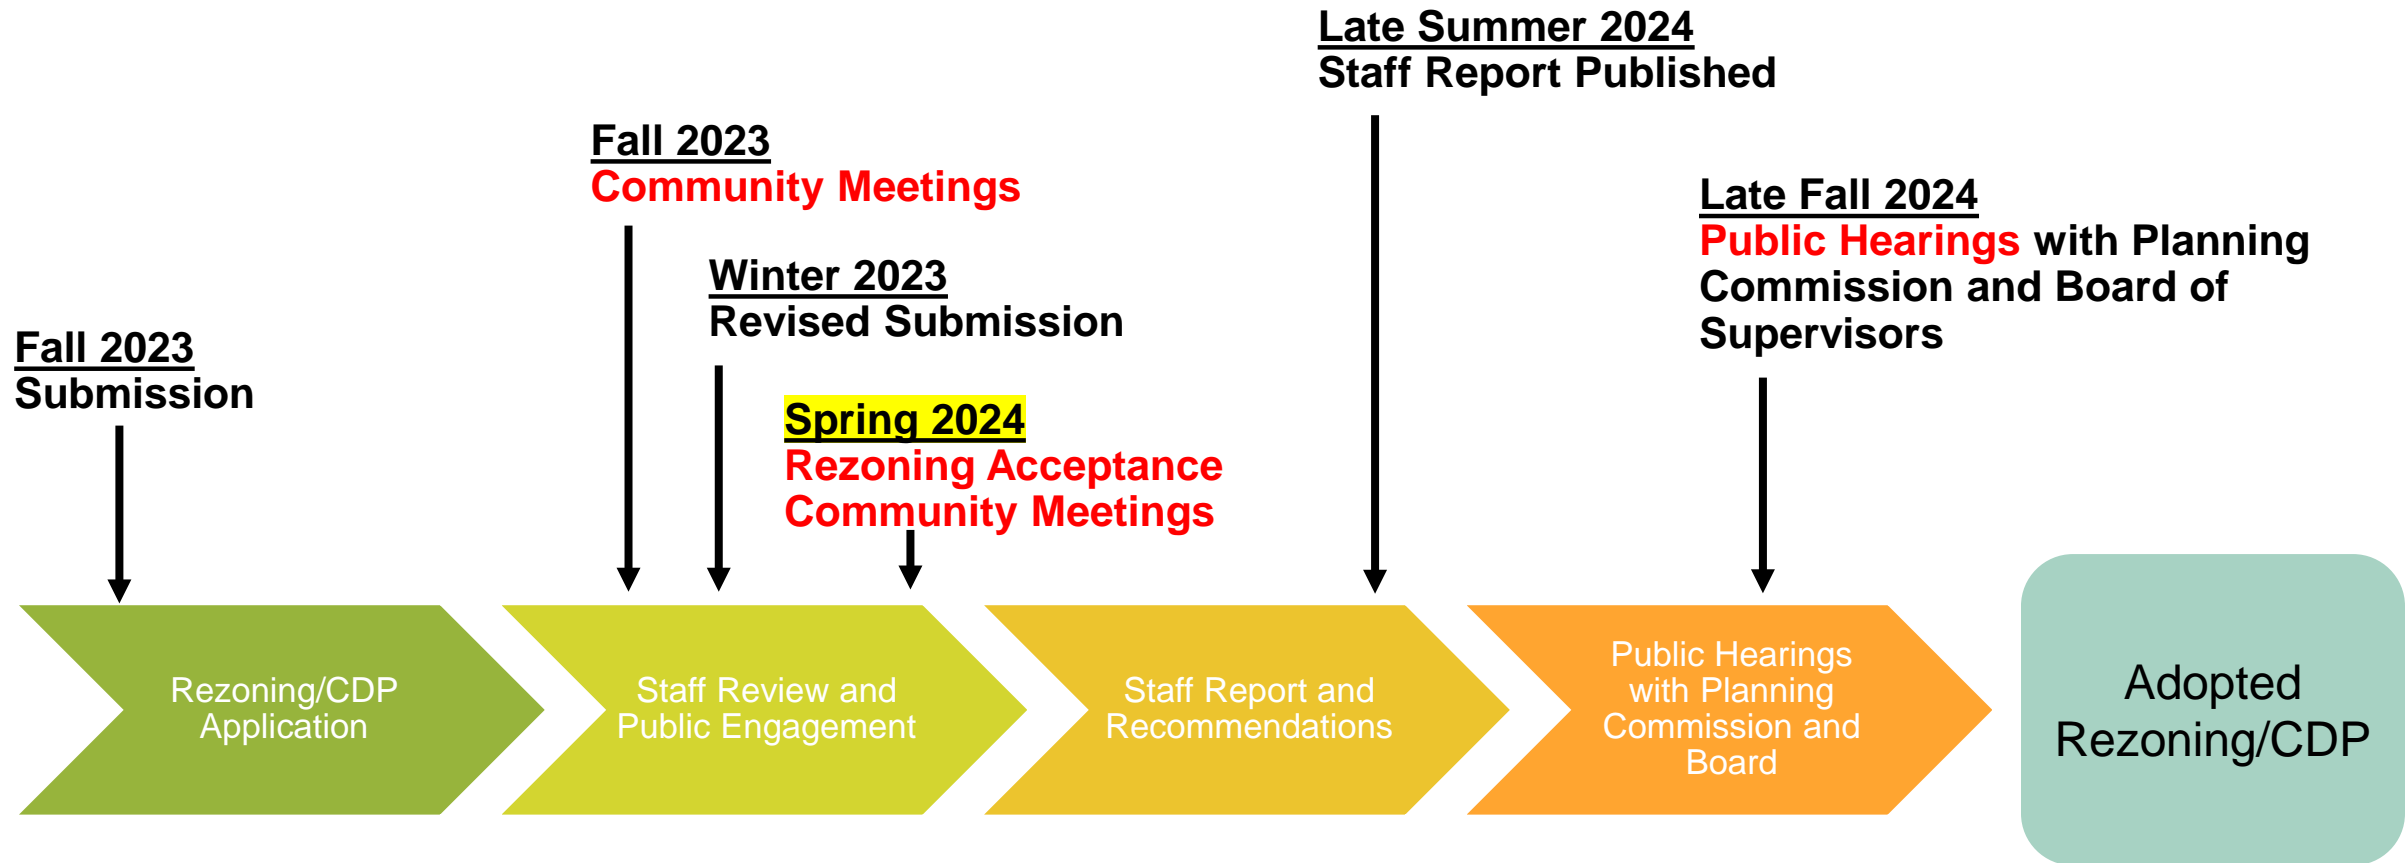 Late Summer 2024
Staff Report Published
Fall 2023
Community Meetings
Late Fall 2024
Public Hearings with Planning
Commission and Board of
Supervisors
Winter 2023
Revised Submission
Fall 2023
Submission
Spring 2024
Rezoning Acceptance
Community Meetings
Rezoning/CDP
Application
Staff Review and
Public Engagement
Staff Report and
Recommendations
Public Hearings
with Planning
Commission and
Board
Adopted
Rezoning/CDP